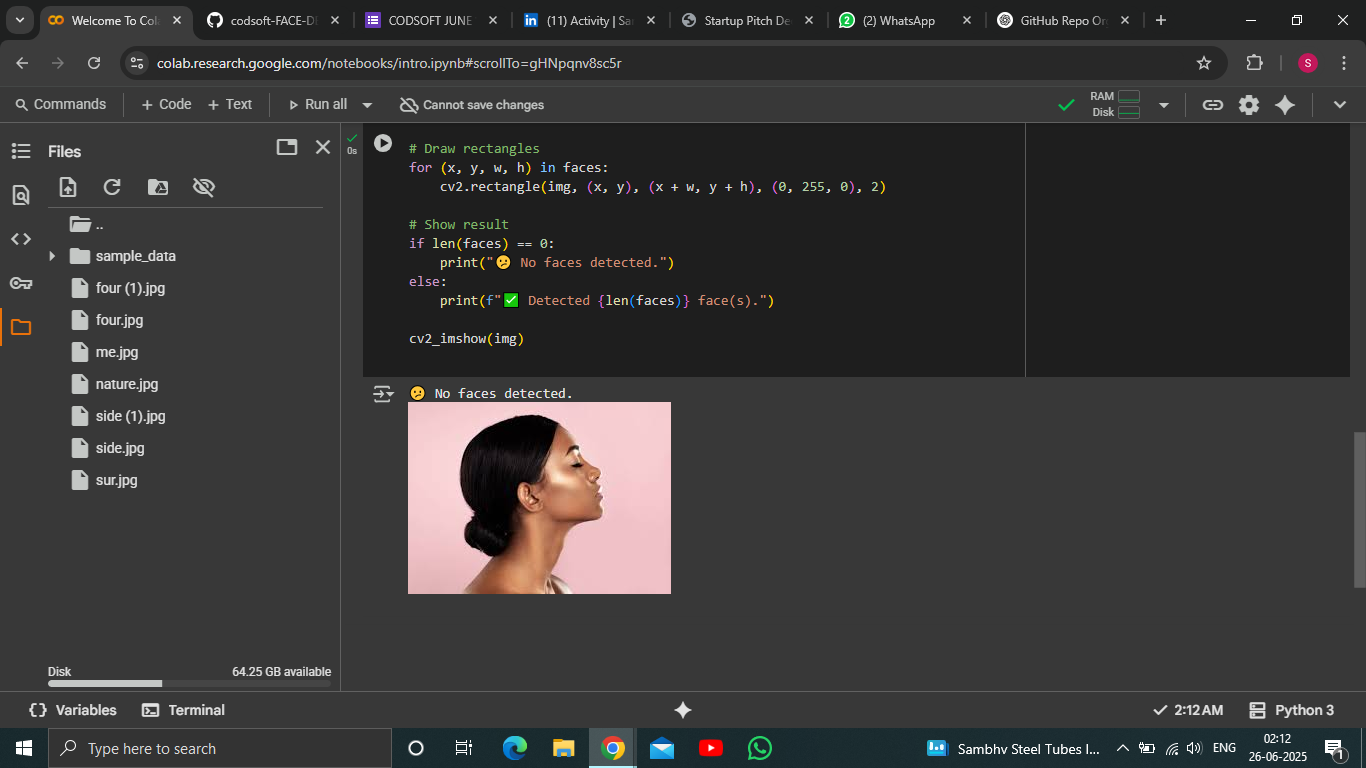 Welcome To Cola
codsoft-FACE-DE
CODSOFT JUNE
(11) Activity | Sa
Startup Pitch De
(2) WhatsApp
GitHub Repo Or
colab.research.google.com/notebooks/intro.ipynb#scrollTo=gHNpqnv8sc5r
S
Commands
+ Code
+ Text
Run all
Cannot save changes
RAM
Disk
Files
..
sample_data
four (1).jpg
four.jpg
me.jpg
nature.jpg
side (1).jpg
side.jpg
sur.jpg
Disk
64.25 GB available
0s
# Draw rectangles
for (x, y, w, h) in faces:
    cv2.rectangle(img, (x, y), (x + w, y + h), (0, 255, 0), 2)
# Show result
if len(faces) == 0:
    print("😕 No faces detected.")
else:
    print(f"✅ Detected {len(faces)} face(s).")
cv2_imshow(img)
😕 No faces detected.
{} Variables
Terminal
2:12 AM
Python 3
Type here to search
Sambhv Steel Tubes I...
ENG
02:12
26-06-2025
1